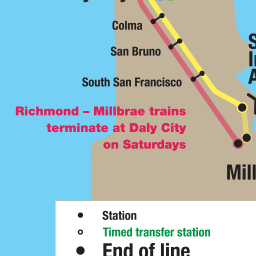 Colma
San Bruno
South San Francisco
Richmond – Millbrae trains
terminate at Daly City
on Saturdays
Mill
Station
Timed transfer station
End of line